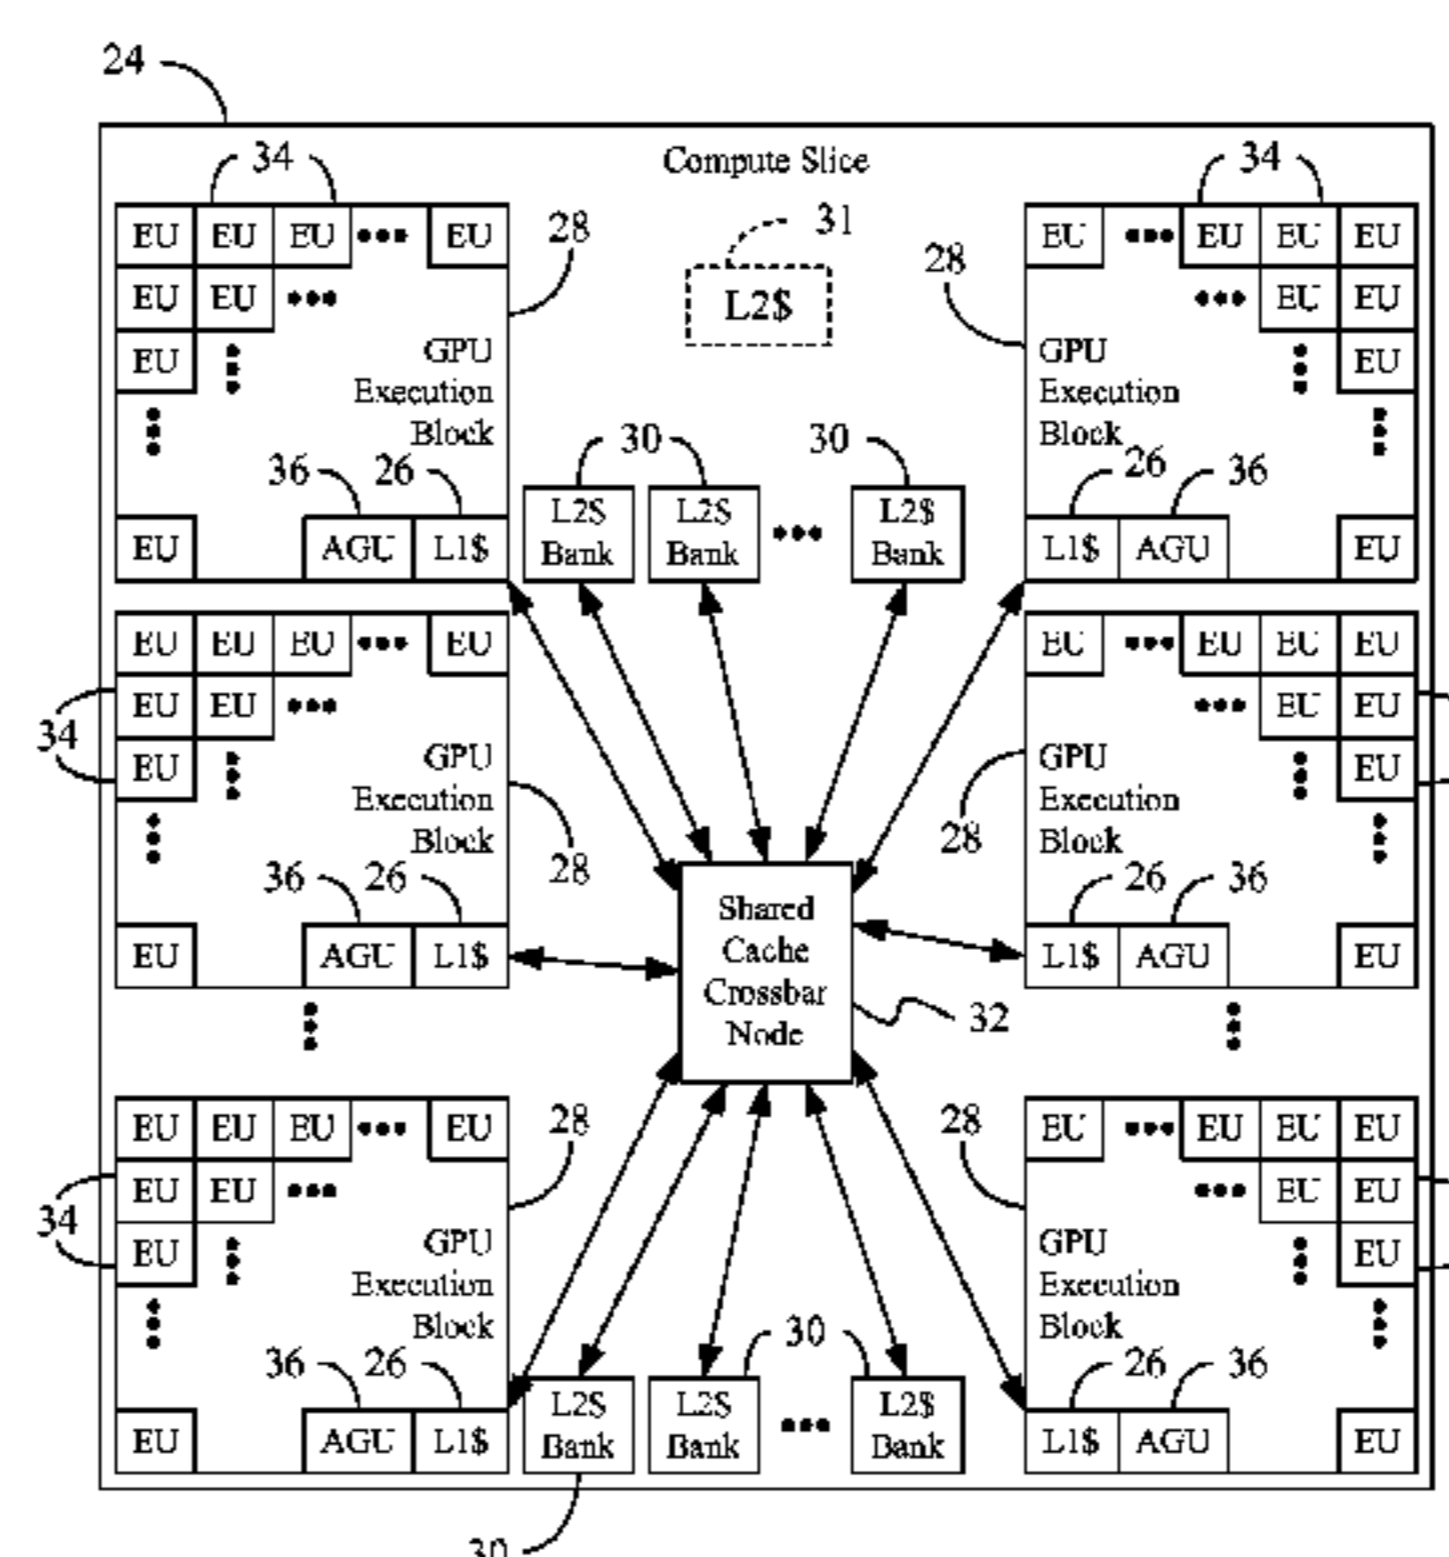 24
Compute Slice
34
34
31
EU EU EU ••• EU
28
L2$
28
EU ••• EU EU EU
EU EU •••
••• EU EU
EU
GPU
Execution
Block
GPU
Execution
Block
EU
36 26
30
30
26 36
EU
AGU L1$
L2$
Bank
L2$
Bank
•••
L2$
Bank
L1$ AGU
EU
EU EU EU ••• EU
EU ••• EU EU EU
34
EU EU •••
••• EU EU
EU
GPU
Execution
Block
28
28
GPU
Execution
Block
EU
36 26
Shared
Cache
Crossbar
Node
32
26 36
EU
AGU L1$
L1$ AGU
EU
EU EU EU ••• EU
28
28
EU ••• EU EU EU
34
EU EU •••
••• EU EU
EU
GPU
Execution
Block
GPU
Execution
Block
EU
36 26
30
26 36
EU
AGU L1$
L2$
Bank
L2$
Bank
•••
L2$
Bank
L1$ AGU
EU
30